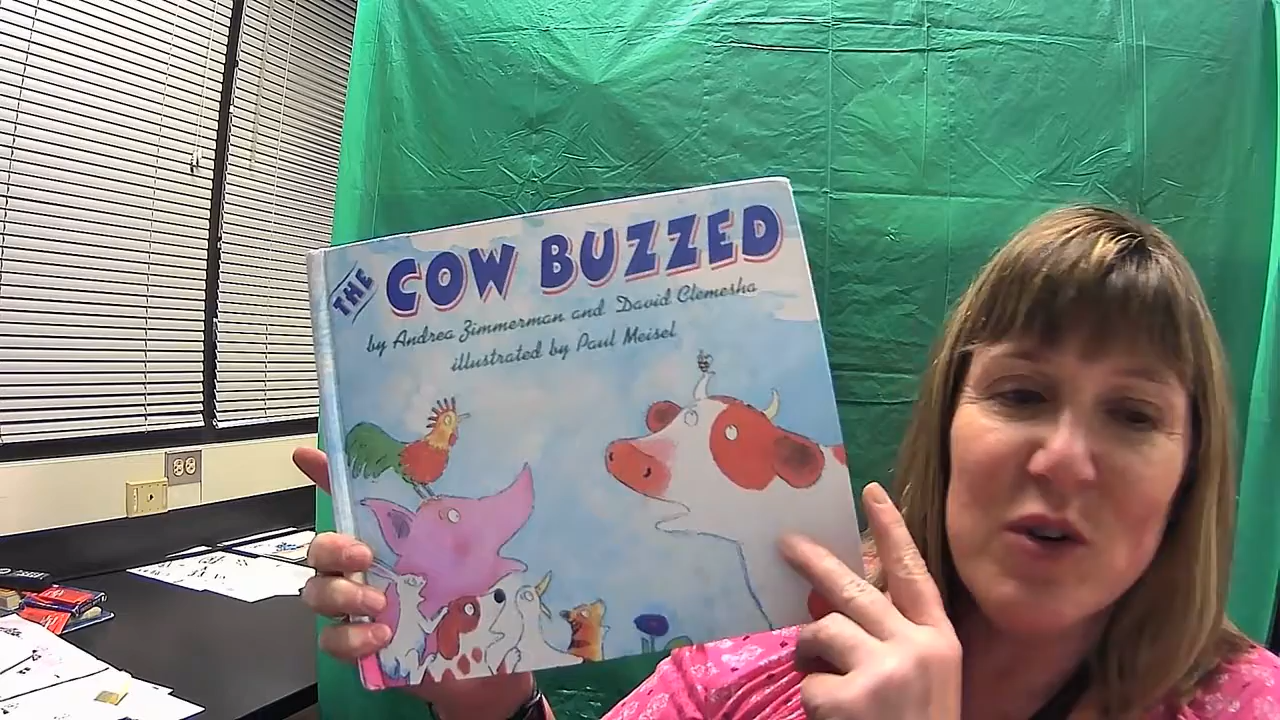 THE COW BUZZED
by Andrea Zimmerman and David Clemesha
illustrated by Paul Meisel